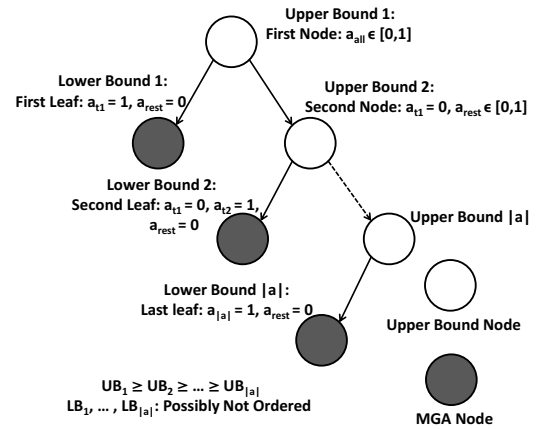 Upper Bound 1:
First Node: a_all ϵ [0,1]
Lower Bound 1:
First Leaf: a_t1 = 1, a_rest = 0
Upper Bound 2:
Second Node: a_t1 = 0, a_rest ϵ [0,1]
Lower Bound 2:
Second Leaf: a_t1 = 0, a_t2 = 1,
a_rest = 0
Upper Bound |a|
Lower Bound |a|:
Last leaf: a_|a| = 1, a_rest = 0
Upper Bound Node
UB_1 ≥ UB_2 ≥ ... ≥ UB_|a|
LB_1, ... , LB_|a|: Possibly Not Ordered
MGA Node